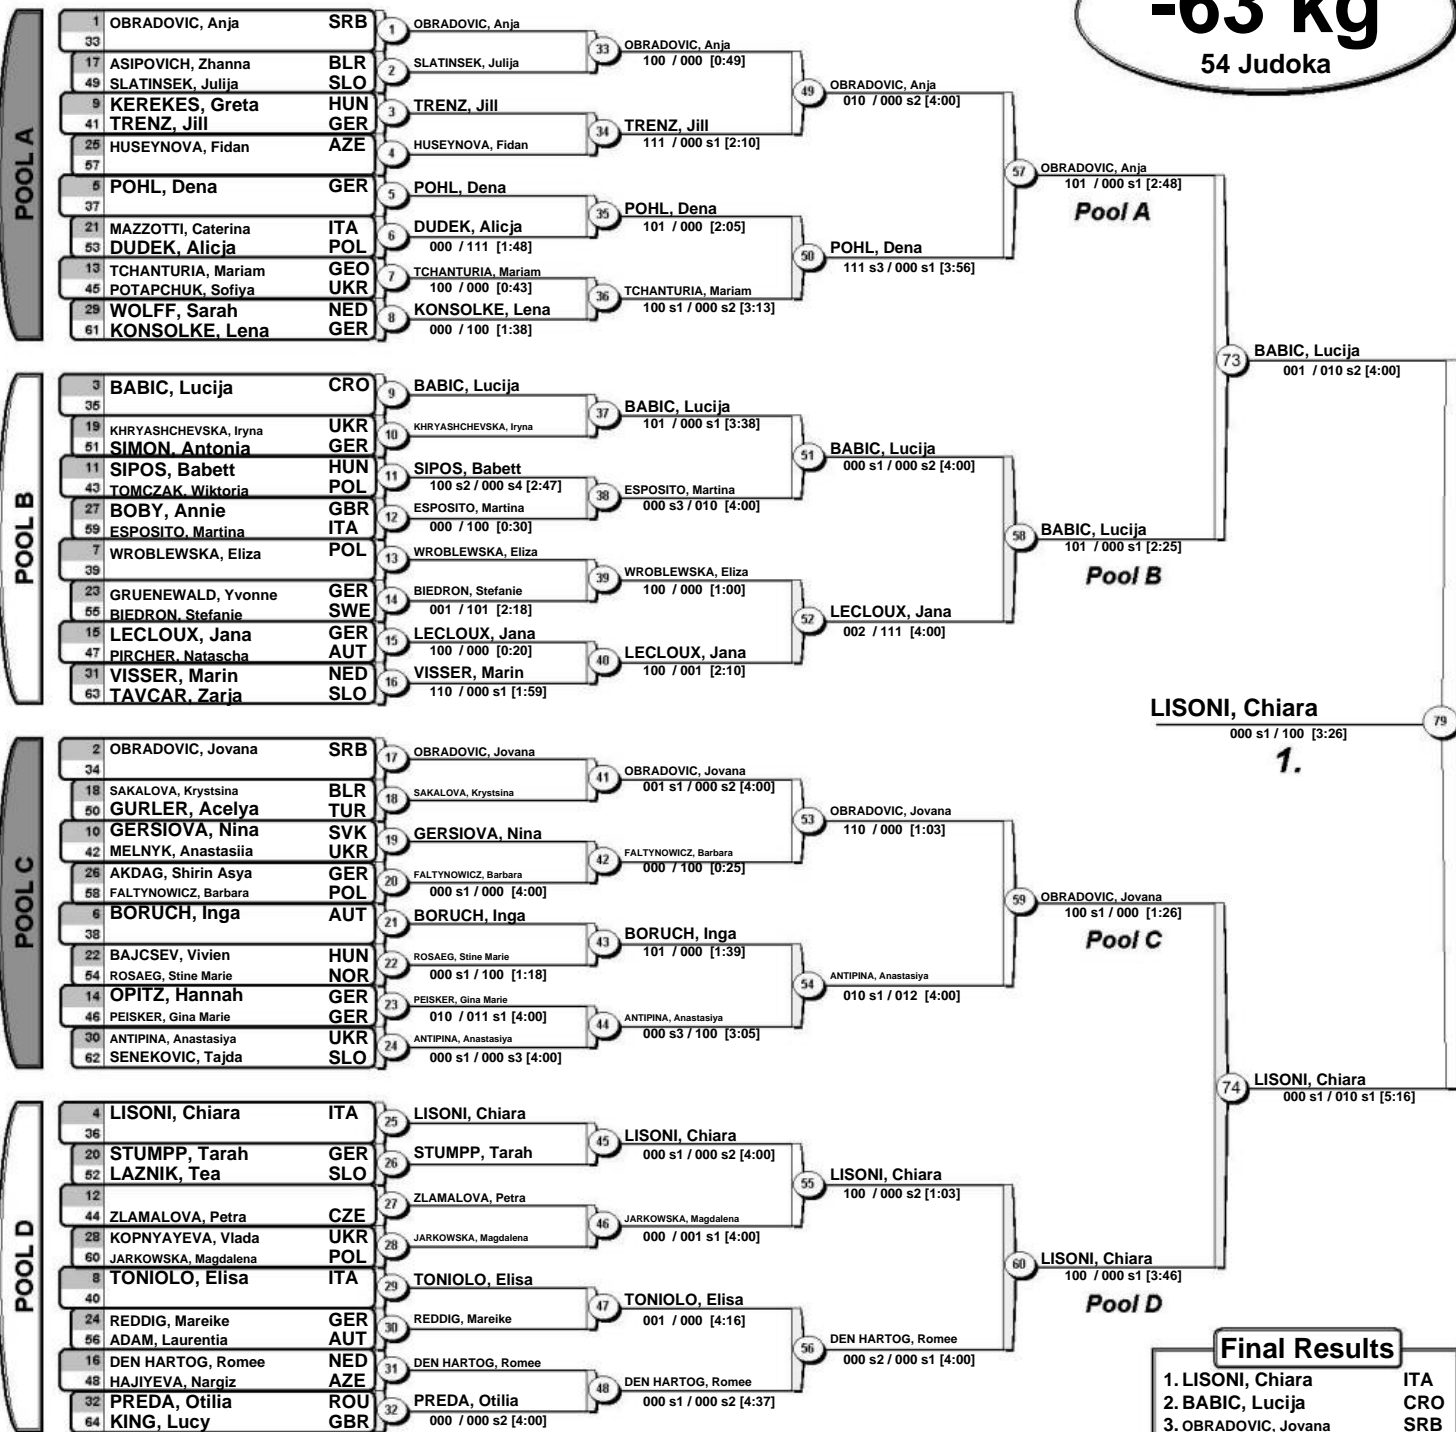 -63 kg
54 Judoka
POOL A
1 OBRADOVIC, Anja SRB
33
17 ASIPOVICH, Zhanna BLR
49 SLATINSEK, Julija SLO
9 KEREKES, Greta HUN
41 TRENZ, Jill GER
25 HUSEYNOVA, Fidan AZE
57
5 POHL, Dena GER
37
21 MAZZOTTI, Caterina ITA
53 DUDEK, Alicja POL
13 TCHANTURIA, Mariam GEO
45 POTAPCHUK, Sofiya UKR
29 WOLFF, Sarah NED
61 KONSOLKE, Lena GER
1 OBRADOVIC, Anja
2 SLATINSEK, Julija
3 TRENZ, Jill
4 HUSEYNOVA, Fidan
5 POHL, Dena
6 DUDEK, Alicja
000 / 111 [1:48]
7 TCHANTURIA, Mariam
100 / 000 [0:43]
8 KONSOLKE, Lena
000 / 100 [1:38]
33 OBRADOVIC, Anja
100 / 000 [0:49]
34 TRENZ, Jill
111 / 000 s1 [2:10]
35 POHL, Dena
101 / 000 [2:05]
36 TCHANTURIA, Mariam
100 s1 / 000 s2 [3:13]
49 OBRADOVIC, Anja
010 / 000 s2 [4:00]
50 POHL, Dena
111 s3 / 000 s1 [3:56]
57 OBRADOVIC, Anja
101 / 000 s1 [2:48]
Pool A
POOL B
3 BABIC, Lucija CRO
35
19 KHRYASHCHEVSKA, Iryna UKR
51 SIMON, Antonia GER
11 SIPOS, Babett HUN
43 TOMCZAK, Wiktoria POL
27 BOBY, Annie GBR
59 ESPOSITO, Martina ITA
7 WROBLEWSKA, Eliza POL
39
23 GRUENEWALD, Yvonne GER
55 BIEDRON, Stefanie SWE
15 LECLOUX, Jana GER
47 PIRCHER, Natascha AUT
31 VISSER, Marin NED
63 TAVCAR, Zarja SLO
9 BABIC, Lucija
10 KHRYASHCHEVSKA, Iryna
11 SIPOS, Babett
100 s2 / 000 s4 [2:47]
12 ESPOSITO, Martina
000 / 100 [0:30]
13 WROBLEWSKA, Eliza
14 BIEDRON, Stefanie
001 / 101 [2:18]
15 LECLOUX, Jana
100 / 000 [0:20]
16 VISSER, Marin
110 / 000 s1 [1:59]
37 BABIC, Lucija
101 / 000 s1 [3:38]
38 ESPOSITO, Martina
000 s3 / 010 [4:00]
39 WROBLEWSKA, Eliza
100 / 000 [1:00]
40 LECLOUX, Jana
100 / 001 [2:10]
51 BABIC, Lucija
000 s1 / 000 s2 [4:00]
52 LECLOUX, Jana
002 / 111 [4:00]
58 BABIC, Lucija
101 / 000 s1 [2:25]
Pool B
73 BABIC, Lucija
001 / 010 s2 [4:00]
LISONI, Chiara 79
000 s1 / 100 [3:26]
1.
POOL C
2 OBRADOVIC, Jovana SRB
34
18 SAKALOVA, Krystsina BLR
50 GURLER, Acelya TUR
10 GERSIOVA, Nina SVK
42 MELNYK, Anastasiia UKR
26 AKDAG, Shirin Asya GER
58 FALTYNOWICZ, Barbara POL
6 BORUCH, Inga AUT
38
22 BAJCSEV, Vivien HUN
54 ROSAEG, Stine Marie NOR
14 OPITZ, Hannah GER
46 PEISKER, Gina Marie GER
30 ANTIPINA, Anastasiya UKR
62 SENEKOVIC, Tajda SLO
17 OBRADOVIC, Jovana
18 SAKALOVA, Krystsina
19 GERSIOVA, Nina
20 FALTYNOWICZ, Barbara
000 s1 / 000 [4:00]
21 BORUCH, Inga
22 ROSAEG, Stine Marie
000 s1 / 100 [1:18]
23 PEISKER, Gina Marie
010 / 011 s1 [4:00]
24 ANTIPINA, Anastasiya
000 s1 / 000 s3 [4:00]
41 OBRADOVIC, Jovana
001 s1 / 000 s2 [4:00]
42 FALTYNOWICZ, Barbara
000 / 100 [0:25]
43 BORUCH, Inga
101 / 000 [1:39]
44 ANTIPINA, Anastasiya
000 s3 / 100 [3:05]
53 OBRADOVIC, Jovana
110 / 000 [1:03]
54 ANTIPINA, Anastasiya
010 s1 / 012 [4:00]
59 OBRADOVIC, Jovana
100 s1 / 000 [1:26]
Pool C
74 LISONI, Chiara
000 s1 / 010 s1 [5:16]
POOL D
4 LISONI, Chiara ITA
36
20 STUMPP, Tarah GER
52 LAZNIK, Tea SLO
12
44 ZLAMALOVA, Petra CZE
28 KOPNYAYEVA, Vlada UKR
60 JARKOWSKA, Magdalena POL
8 TONIOLO, Elisa ITA
40
24 REDDIG, Mareike GER
56 ADAM, Laurentia AUT
16 DEN HARTOG, Romee NED
48 HAJIYEVA, Nargiz AZE
32 PREDA, Otilia ROU
64 KING, Lucy GBR
25 LISONI, Chiara
26 STUMPP, Tarah
27 ZLAMALOVA, Petra
28 JARKOWSKA, Magdalena
29 TONIOLO, Elisa
30 REDDIG, Mareike
31 DEN HARTOG, Romee
32 PREDA, Otilia
000 / 000 s2 [4:00]
45 LISONI, Chiara
000 s1 / 000 s2 [4:00]
46 JARKOWSKA, Magdalena
000 / 001 s1 [4:00]
47 TONIOLO, Elisa
001 / 000 [4:16]
48 DEN HARTOG, Romee
000 s1 / 000 s2 [4:37]
55 LISONI, Chiara
100 / 000 s2 [1:03]
56 DEN HARTOG, Romee
000 s2 / 000 s1 [4:00]
60 LISONI, Chiara
100 / 000 s1 [3:46]
Pool D
Final Results
1. LISONI, Chiara ITA
2. BABIC, Lucija CRO
3. OBRADOVIC, Jovana SRB